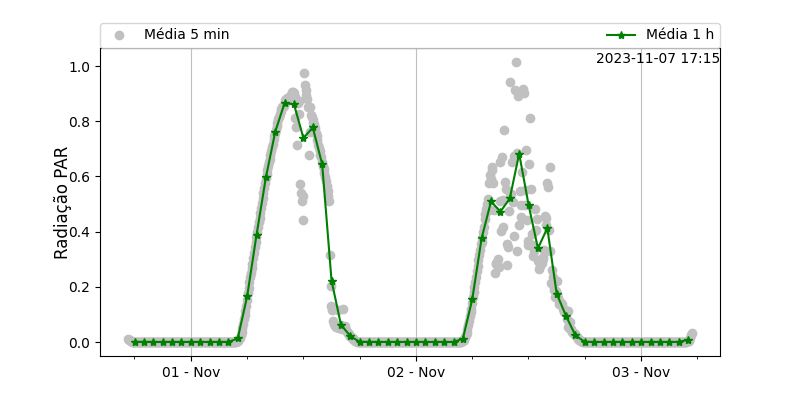 Média 5 min
Média 1 h
2023-11-07 17:15
Radiação PAR
1.0
0.8
0.6
0.4
0.2
0.0
01 - Nov
02 - Nov
03 - Nov